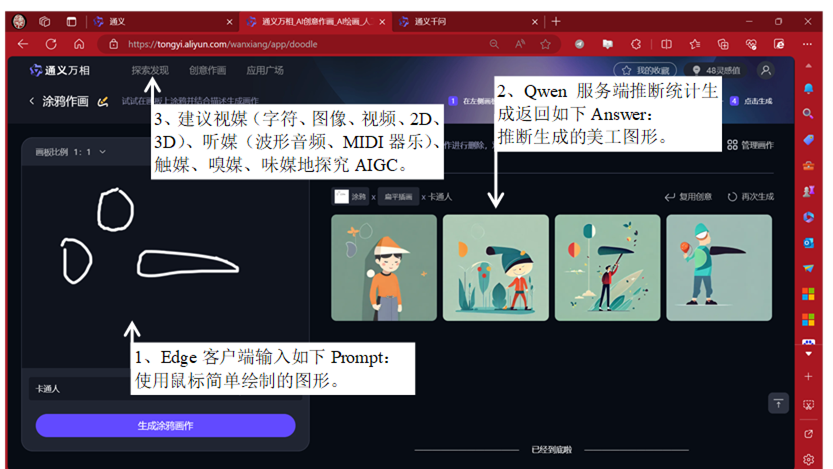 通义
通义万相_AI创意作画_AI绘画_人工
通义千问
https://tongyi.aliyun.com/wanxiang/app/doodle
通义万相
探索发现
创意作画
应用广场
我的收藏
48灵感值
涂鸦作画
试试在画板上涂鸦并结合描述生成作画
1 在左侧画
4 点击生成
2、Qwen 服务端推断统计生
成返回如下 Answer:
推断生成的美工图形。
3、建议视媒(字符、图像、视频、2D、
3D)、听媒(波形音频、MIDI 器乐)、
触媒、嗅媒、味媒地探究 AIGC。
画板比例 1:1
作进行删除,
管理画作
涂鸦 x 扁平插画 x 卡通人
复用创意
再次生成
1、Edge 客户端输入如下 Prompt:
使用鼠标简单绘制的图形。
卡通人
生成涂鸦画作
已经到底啦